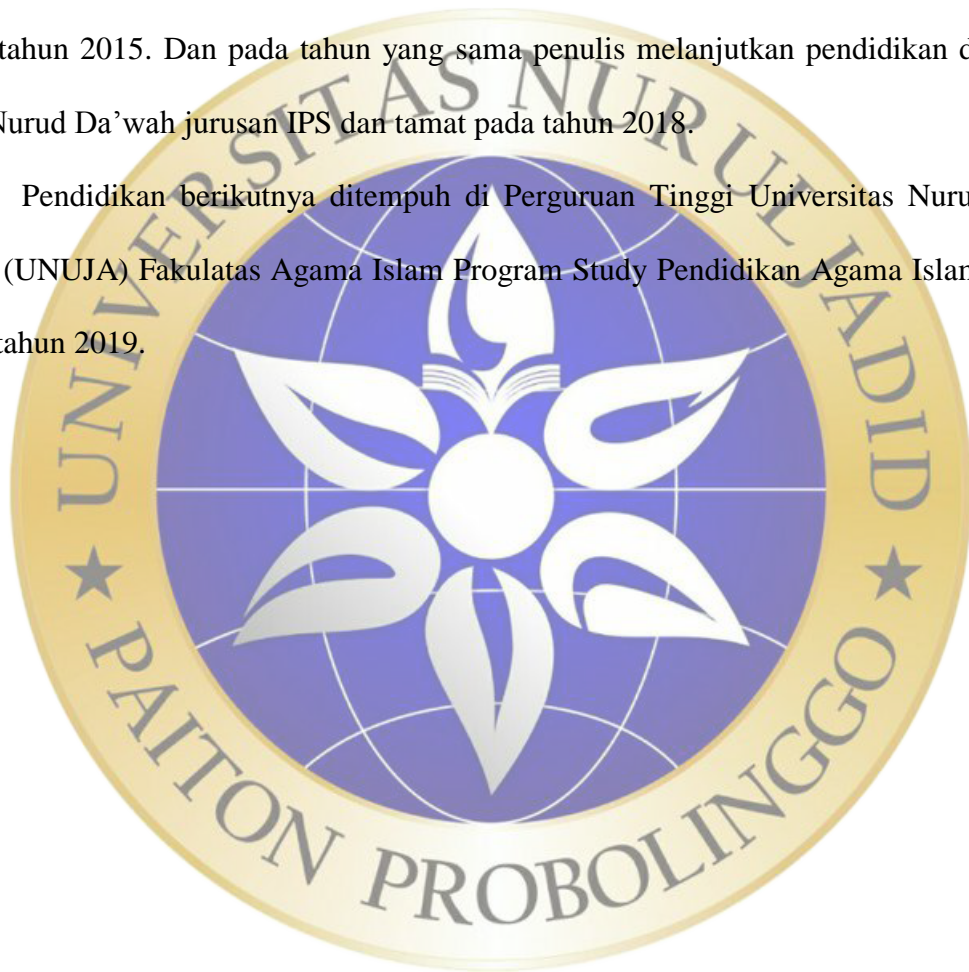 tahun 2015. Dan pada tahun yang sama penulis melanjutkan pendidikan
Nurud Da’wah jurusan IPS dan tamat pada tahun 2018.
Pendidikan berikutnya ditempuh di Perguruan Tinggi Universitas Nuru
(UNUJA) Fakulatas Agama Islam Program Study Pendidikan Agama Islam
tahun 2019.
UNIVERSITAS NURUL JADID
★ PAITON PROBOLINGGO ★